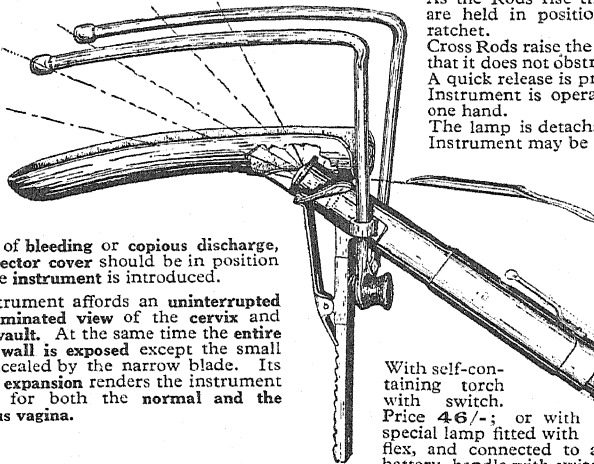 As the Rods rise th
are held in positio
ratchet.
Cross Rods raise the
that it does not obstr
A quick release is pr
Instrument is opera
one hand.
The lamp is detach
Instrument may be
of bleeding or copious discharge,
ector cover should be in position
e instrument is introduced.
trument affords an uninterrupted
minated view of the cervix and
vault. At the same time the entire
wall is exposed except the small
cealed by the narrow blade. Its
expansion renders the instrument
for both the normal and the
us vagina.
With self-con-
taining torch
with switch.
Price 46/-; or with
special lamp fitted with
flex, and connected to a
battery handle with